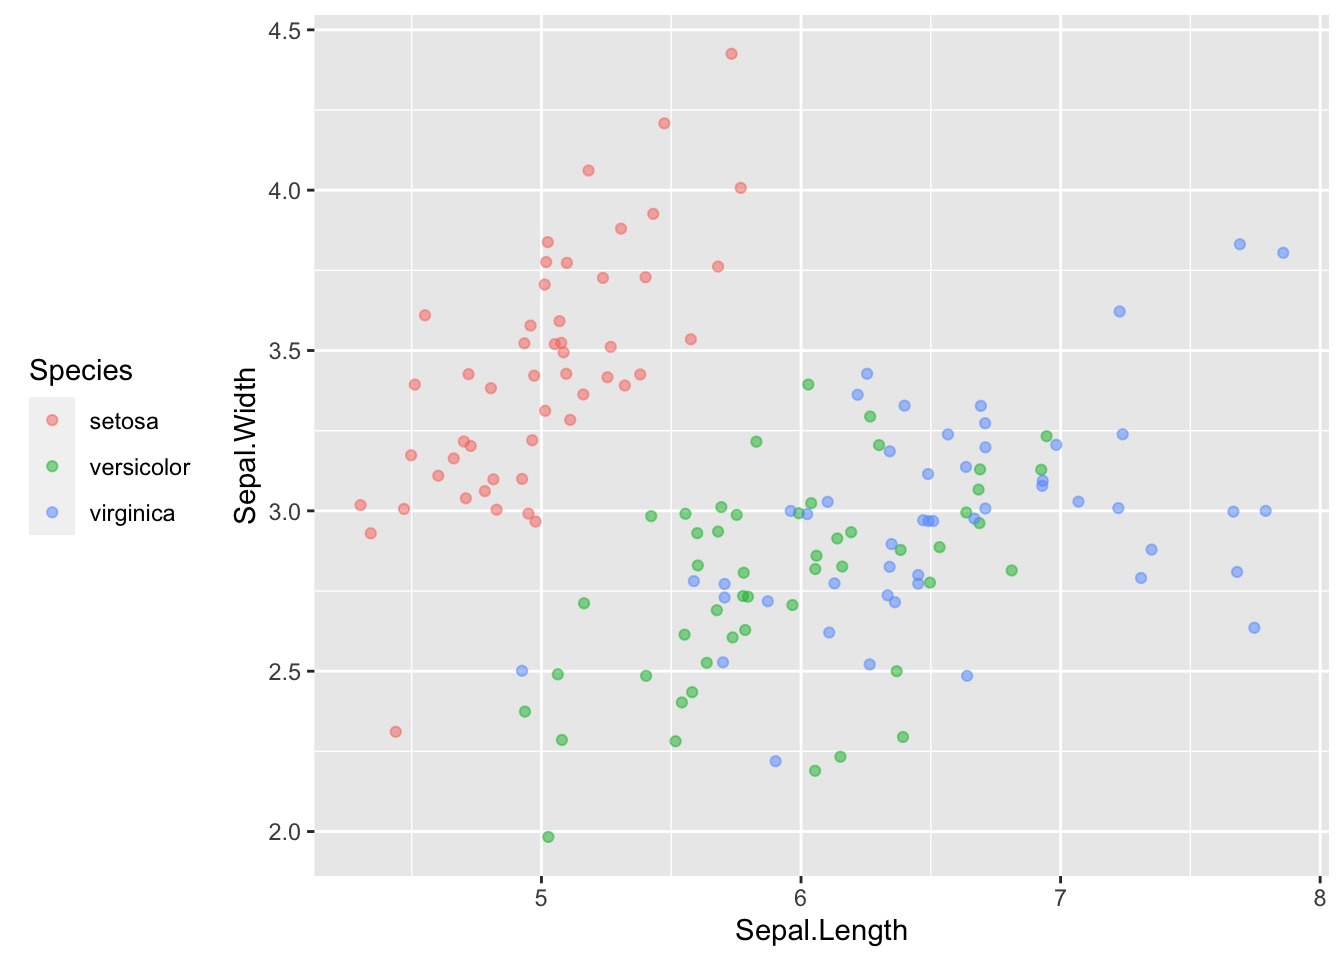 Species
setosa
versicolor
virginica
Sepal.Width
4.5
4.0
3.5
3.0
2.5
2.0
5 6 7 8
Sepal.Length